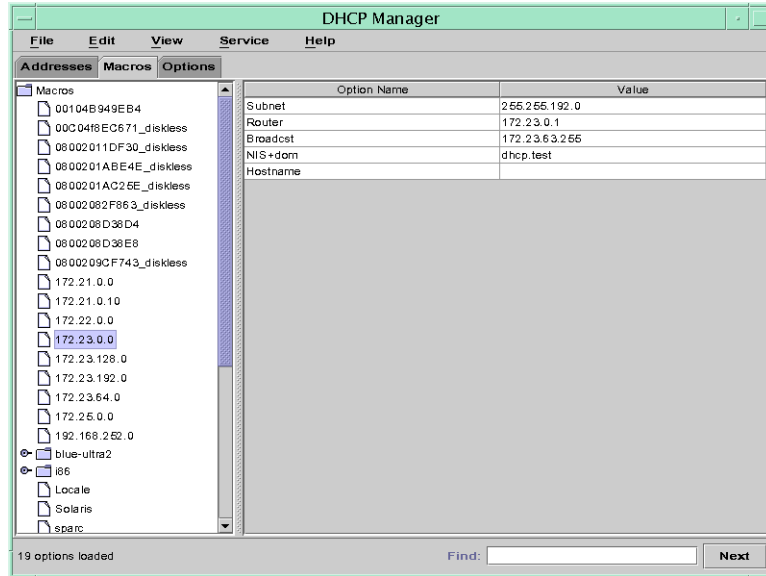 DHCP Manager
File Edit View Service Help
Addresses Macros Options
Macros
00104B949EB4
00C04f8EC671_diskless
08002011DF30_diskless
0800201ABE4E_diskless
0800201AC25E_diskless
08002082F863_diskless
0800208D38D4
0800208D38E8
0800209CF743_diskless
172.21.0.0
172.21.0.10
172.22.0.0
172.23.0.0
172.23.128.0
172.23.192.0
172.23.64.0
172.25.0.0
192.168.252.0
blue-ultra2
i86
Locale
Solaris
sparc
Option Name Value
Subnet 255.255.192.0
Router 172.23.0.1
Broadcst 172.23.63.255
NIS+dom dhcp.test
Hostname
19 options loaded
Find:
Next